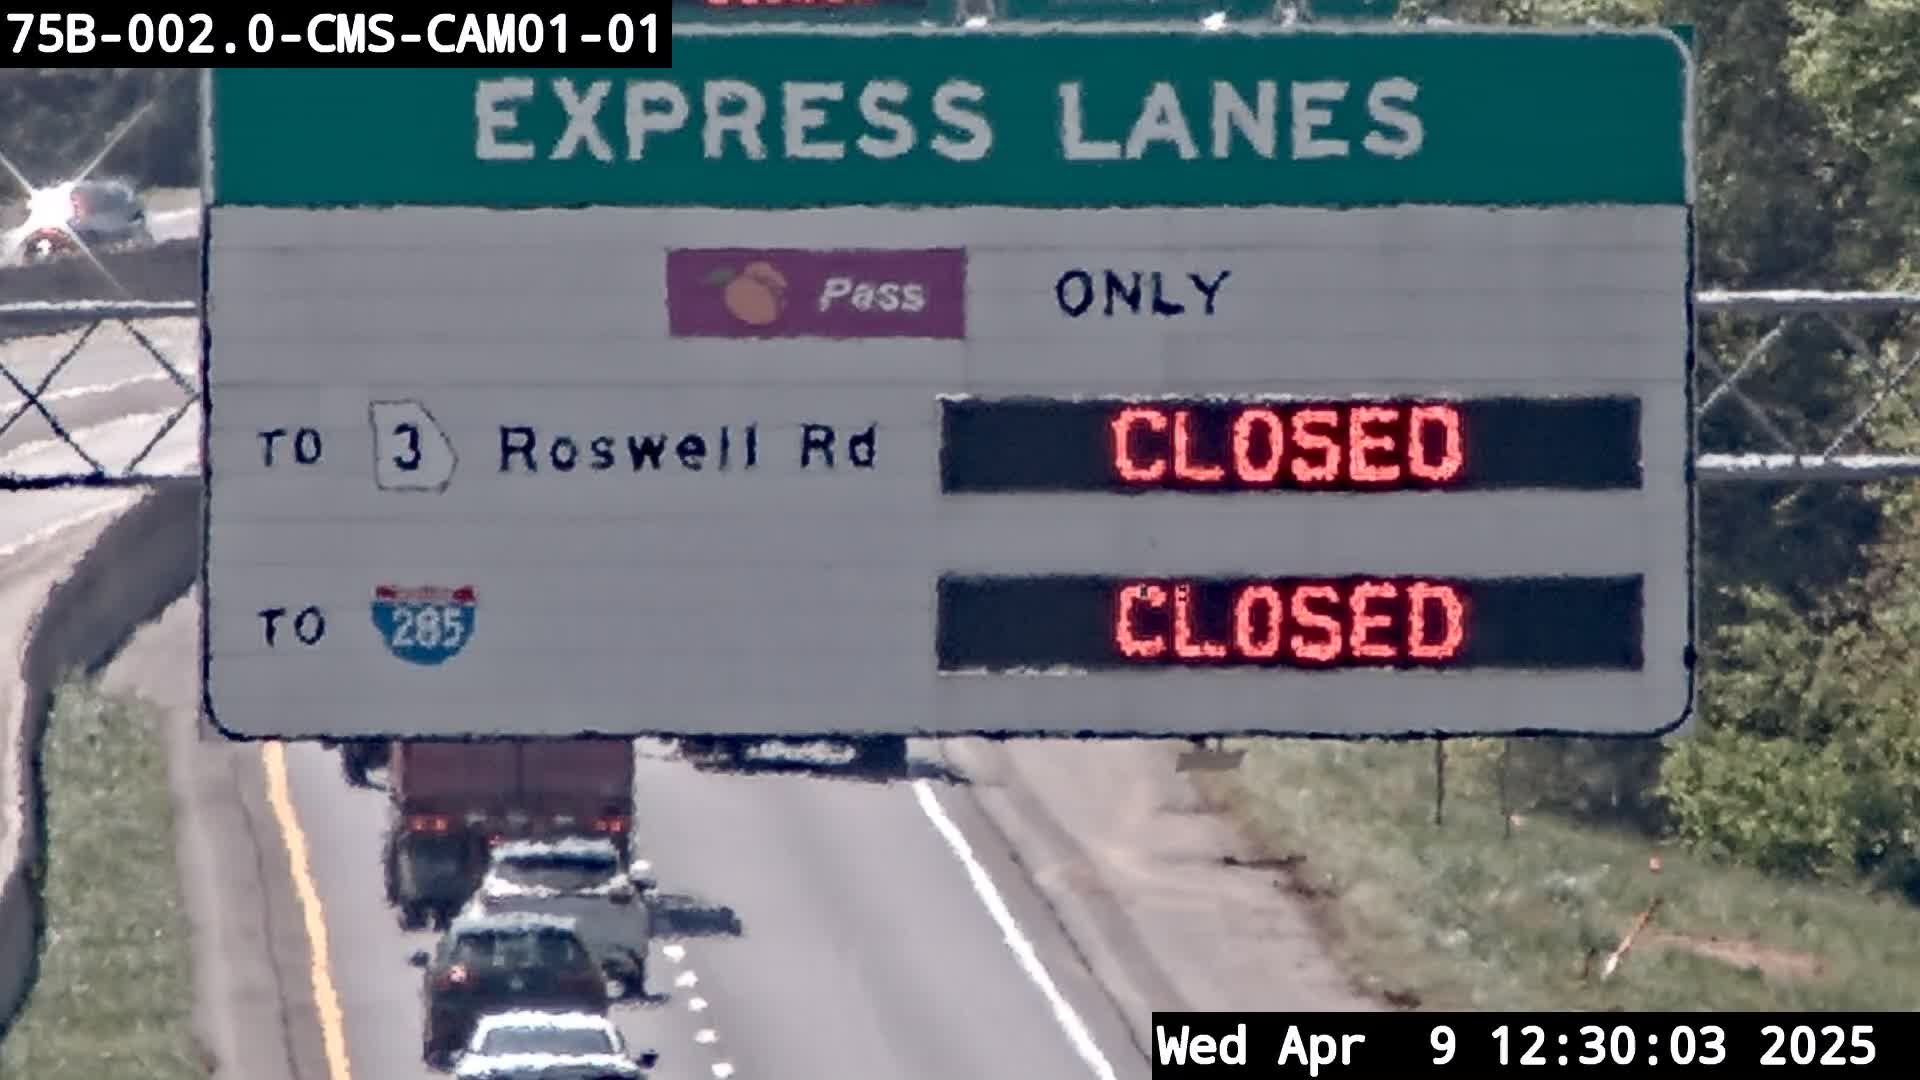 75B-002.0-CMS-CAM01-01
EXPRESS LANES
Pass ONLY
TO 3 Roswell Rd CLOSED
TO 285 CLOSED
Wed Apr 9 12:30:03 2025